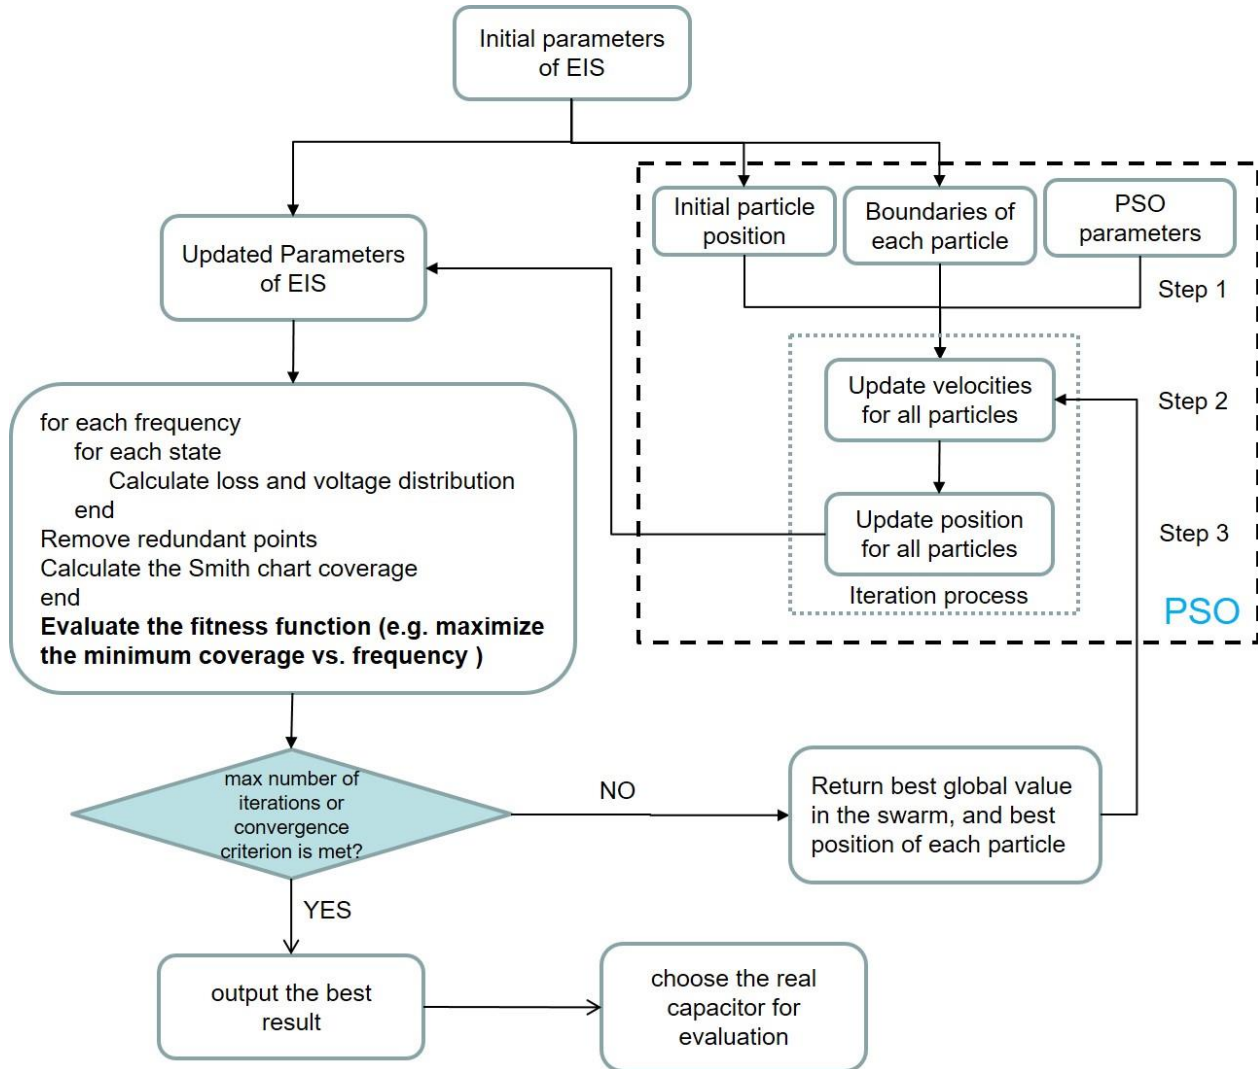 Initial parameters
of EIS
Initial particle
position
Boundaries of
each particle
PSO
parameters
Step 1
Updated Parameters
of EIS
Update velocities
for all particles
Step 2
Update position
for all particles
Step 3
Iteration process
PSO
for each frequency
for each state
Calculate loss and voltage distribution
end
Remove redundant points
Calculate the Smith chart coverage
end
Evaluate the fitness function (e.g. maximize
the minimum coverage vs. frequency )
max number of
iterations or
convergence
criterion is met?
NO
Return best global value
in the swarm, and best
position of each particle
YES
output the best
result
choose the real
capacitor for
evaluation